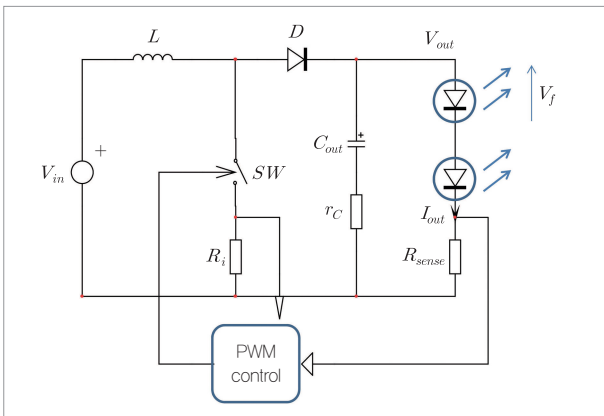 L
D
V_out
V_f
+
V_in
SW
+
C_out
r_C
I_out
R_i
R_sense
PWM
control